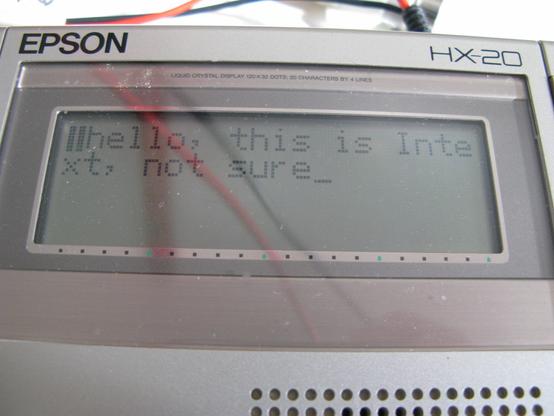 EPSON
HX-20
LIQUID CRYSTAL DISPLAY 120×32 DOTS: 20 CHARACTERS BY 4 LINES
hello, this is Inte
xt, not sure_